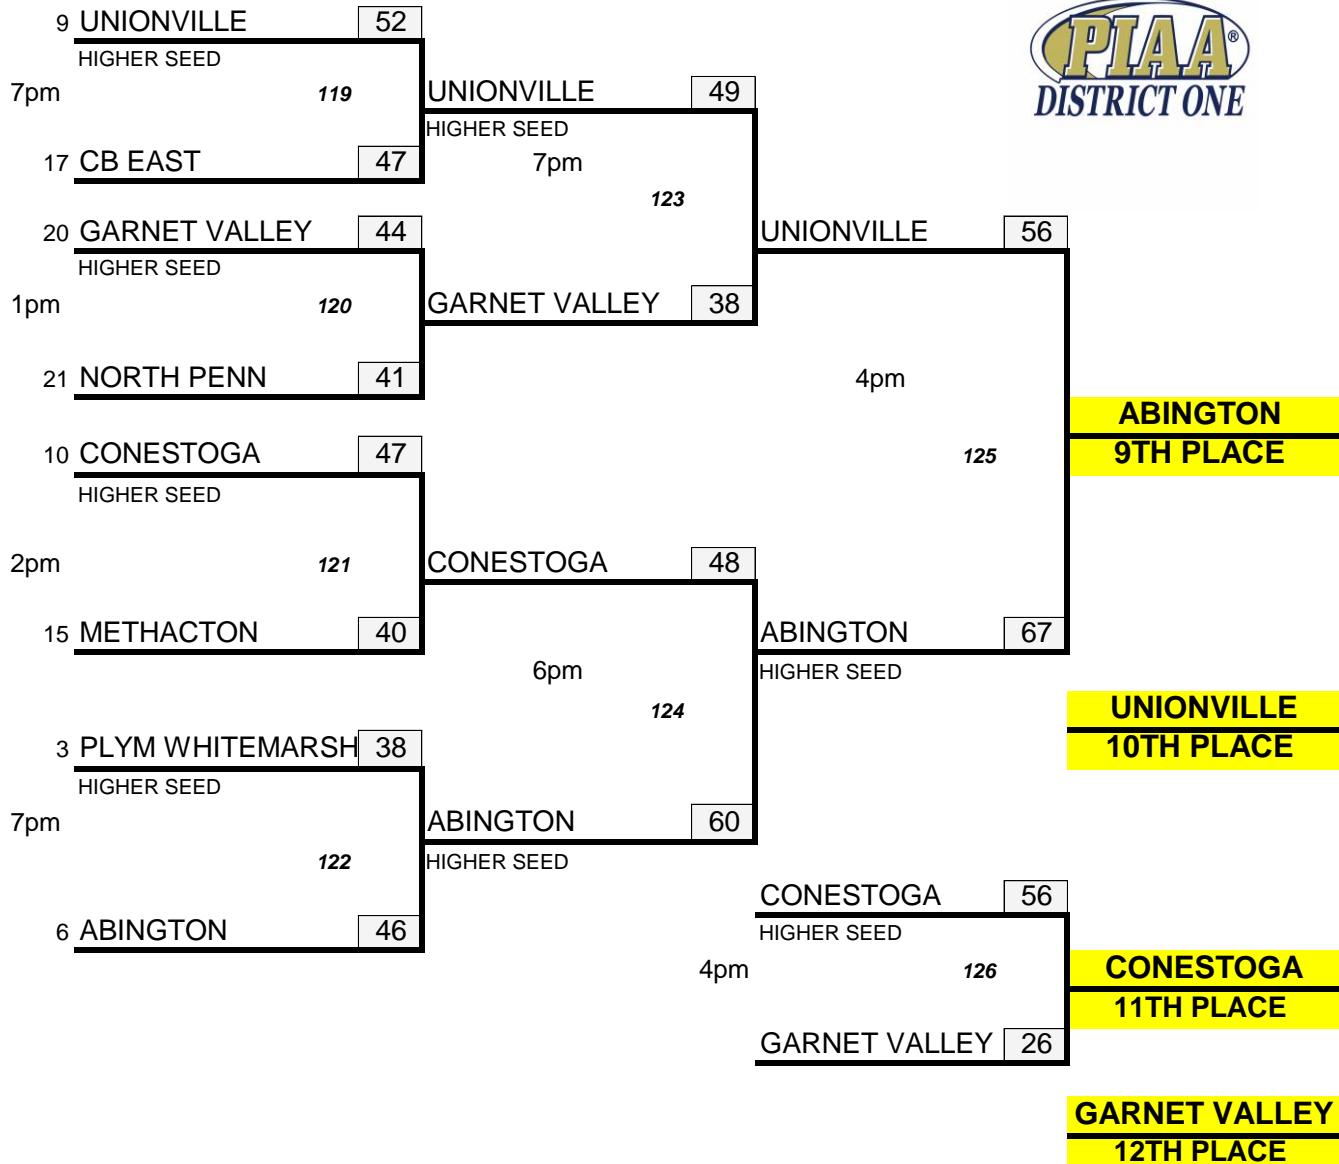 9 UNIONVILLE 52
HIGHER SEED
PIAA®
DISTRICT ONE
7pm 119 UNIONVILLE 49
HIGHER SEED
17 CB EAST 47 7pm
123
20 GARNET VALLEY 44 UNIONVILLE 56
HIGHER SEED
1pm 120 GARNET VALLEY 38
21 NORTH PENN 41 4pm
ABINGTON
10 CONESTOGA 47 125 9TH PLACE
HIGHER SEED
2pm 121 CONESTOGA 48
15 METHACTON 40 ABINGTON 67
6pm HIGHER SEED
124 UNIONVILLE
3 PLYM WHITEMARSH 38 10TH PLACE
HIGHER SEED
7pm ABINGTON 60
122 HIGHER SEED
CONESTOGA 56
6 ABINGTON 46 HIGHER SEED
4pm 126 CONESTOGA
11TH PLACE
GARNET VALLEY 26
GARNET VALLEY
12TH PLACE